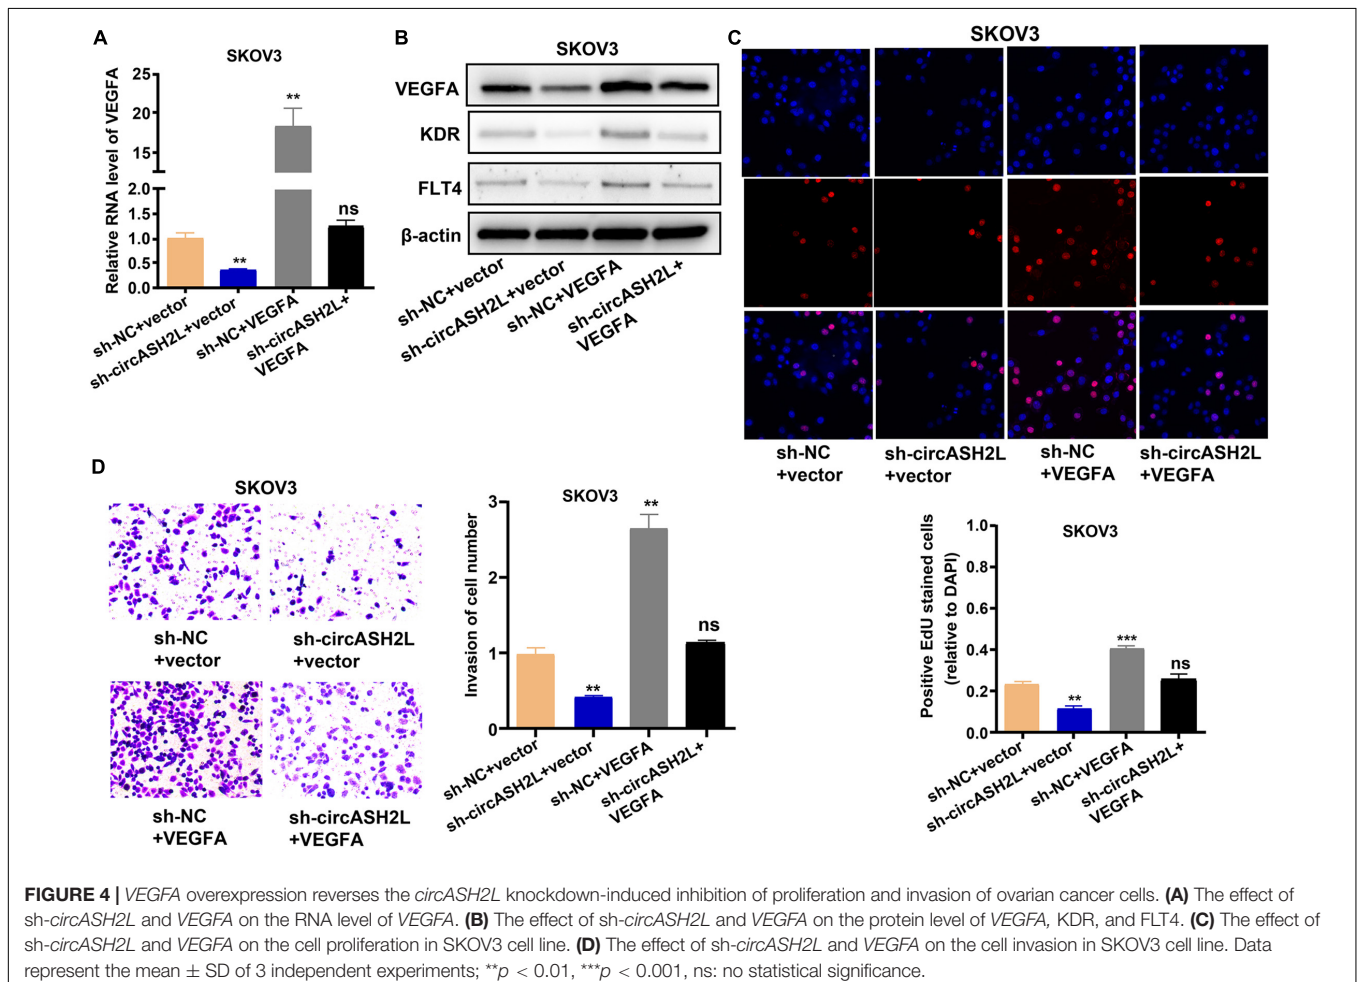 A
SKOV3
Relative RNA level of VEGFA
25
20
15
2.0
1.5
1.0
0.5
0.0
**
**
ns
sh-NC+vector
sh-circASH2L+vector
sh-NC+VEGFA
sh-circASH2L+
VEGFA
B
SKOV3
VEGFA
KDR
FLT4
β-actin
sh-NC+vector
sh-circASH2L+vector
sh-NC+VEGFA
sh-circASH2L+
VEGFA
C
SKOV3
sh-NC
+vector
sh-circASH2L
+vector
sh-NC
+VEGFA
sh-circASH2L
+VEGFA
Positive EdU stained cells
(relative to DAPI)
SKOV3
1.0
0.8
0.6
0.4
0.2
0.0
**
***
ns
sh-NC+vector
sh-circASH2L+vector
sh-NC+VEGFA
sh-circASH2L+
VEGFA
D
SKOV3
sh-NC
+vector
sh-circASH2L
+vector
sh-NC
+VEGFA
sh-circASH2L
+VEGFA
Invasion of cell number
SKOV3
3
2
1
0
**
**
ns
sh-NC+vector
sh-circASH2L+vector
sh-NC+VEGFA
sh-circASH2L+
VEGFA
FIGURE 4 | VEGFA overexpression reverses the circASH2L knockdown-induced inhibition of proliferation and invasion of ovarian cancer cells. (A) The effect of
sh-circASH2L and VEGFA on the RNA level of VEGFA. (B) The effect of sh-circASH2L and VEGFA on the protein level of VEGFA, KDR, and FLT4. (C) The effect of
sh-circASH2L and VEGFA on the cell proliferation in SKOV3 cell line. (D) The effect of sh-circASH2L and VEGFA on the cell invasion in SKOV3 cell line. Data
represent the mean ± SD of 3 independent experiments; **p < 0.01, ***p < 0.001, ns: no statistical significance.